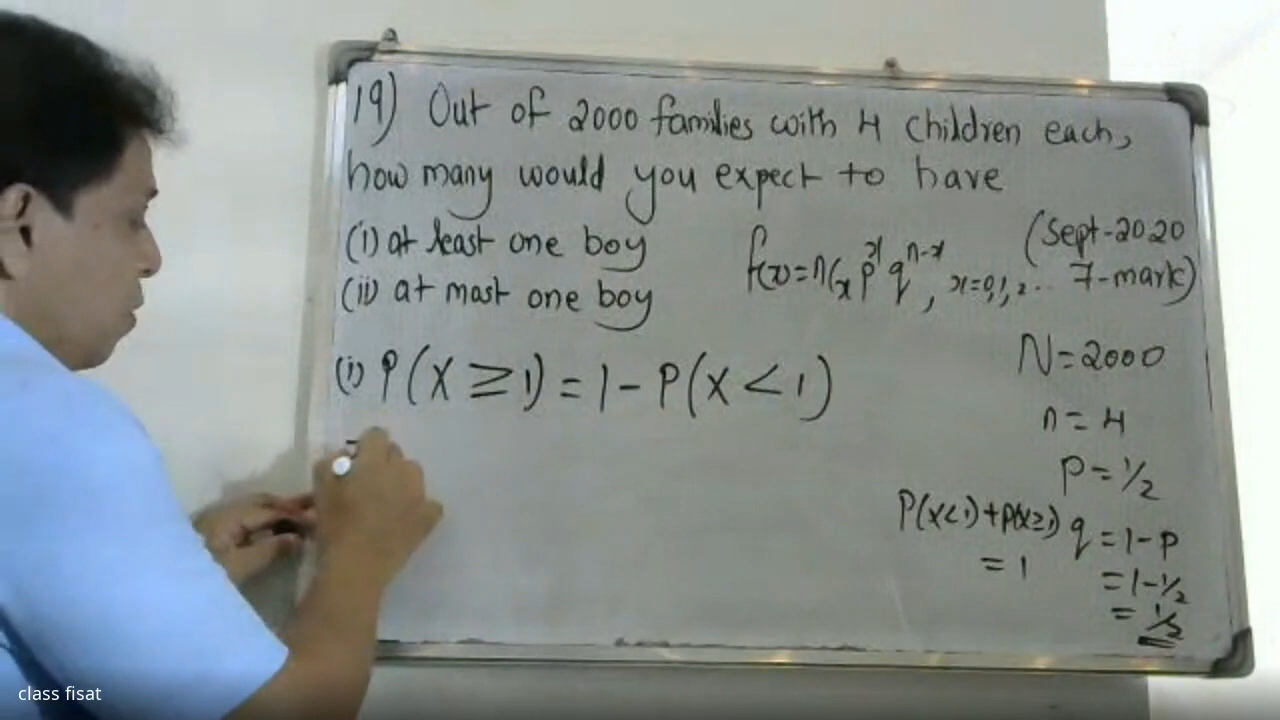 19) Out of 2000 families with 4 children each,
how many would you expect to have
(i) at least one boy
(ii) at most one boy
f(x)=nCx p^x q^n-x, x=0,1,2...
(Sept-2020
7-mark)
(i) P(X ≥ 1) = 1 - P(X < 1)
=
N=2000
n=4
p=1/2
P(X<1)+P(X≥1)
= 1
q = 1-p
= 1-1/2
= 1/2
class fisat